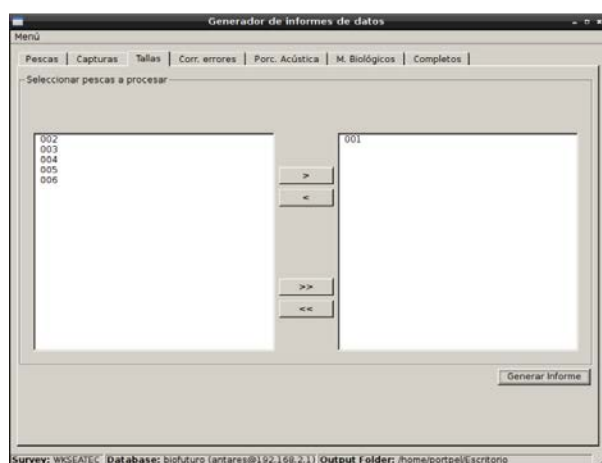 Generador de informes de datos
Menú
Pescas Capturas Tallas Corr. errores Porc. Acústica M. Biológicos Completos
Seleccionar pescas a procesar
002
003
004
005
006
001
>
<
>>
<<
Generar Informe
Survey: WKSEATEC Database: biofuturo (antares@192.168.2.1) Output Folder: /home/portpel/Escritorio